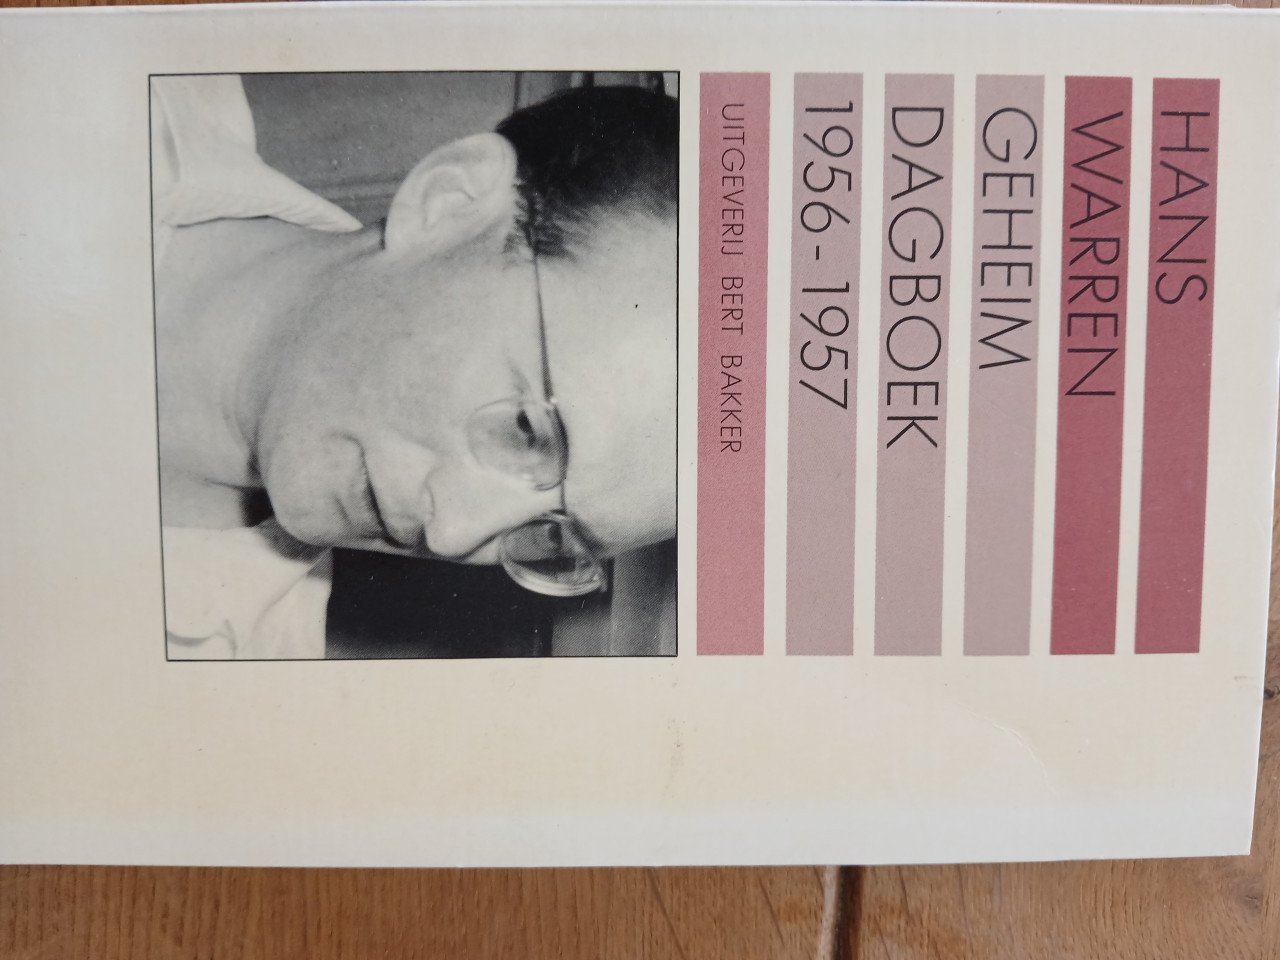 HANS
WARREN
GEHEIM
DAGBOEK
1956-1957
UITGEVERIJ BERT BAKKER